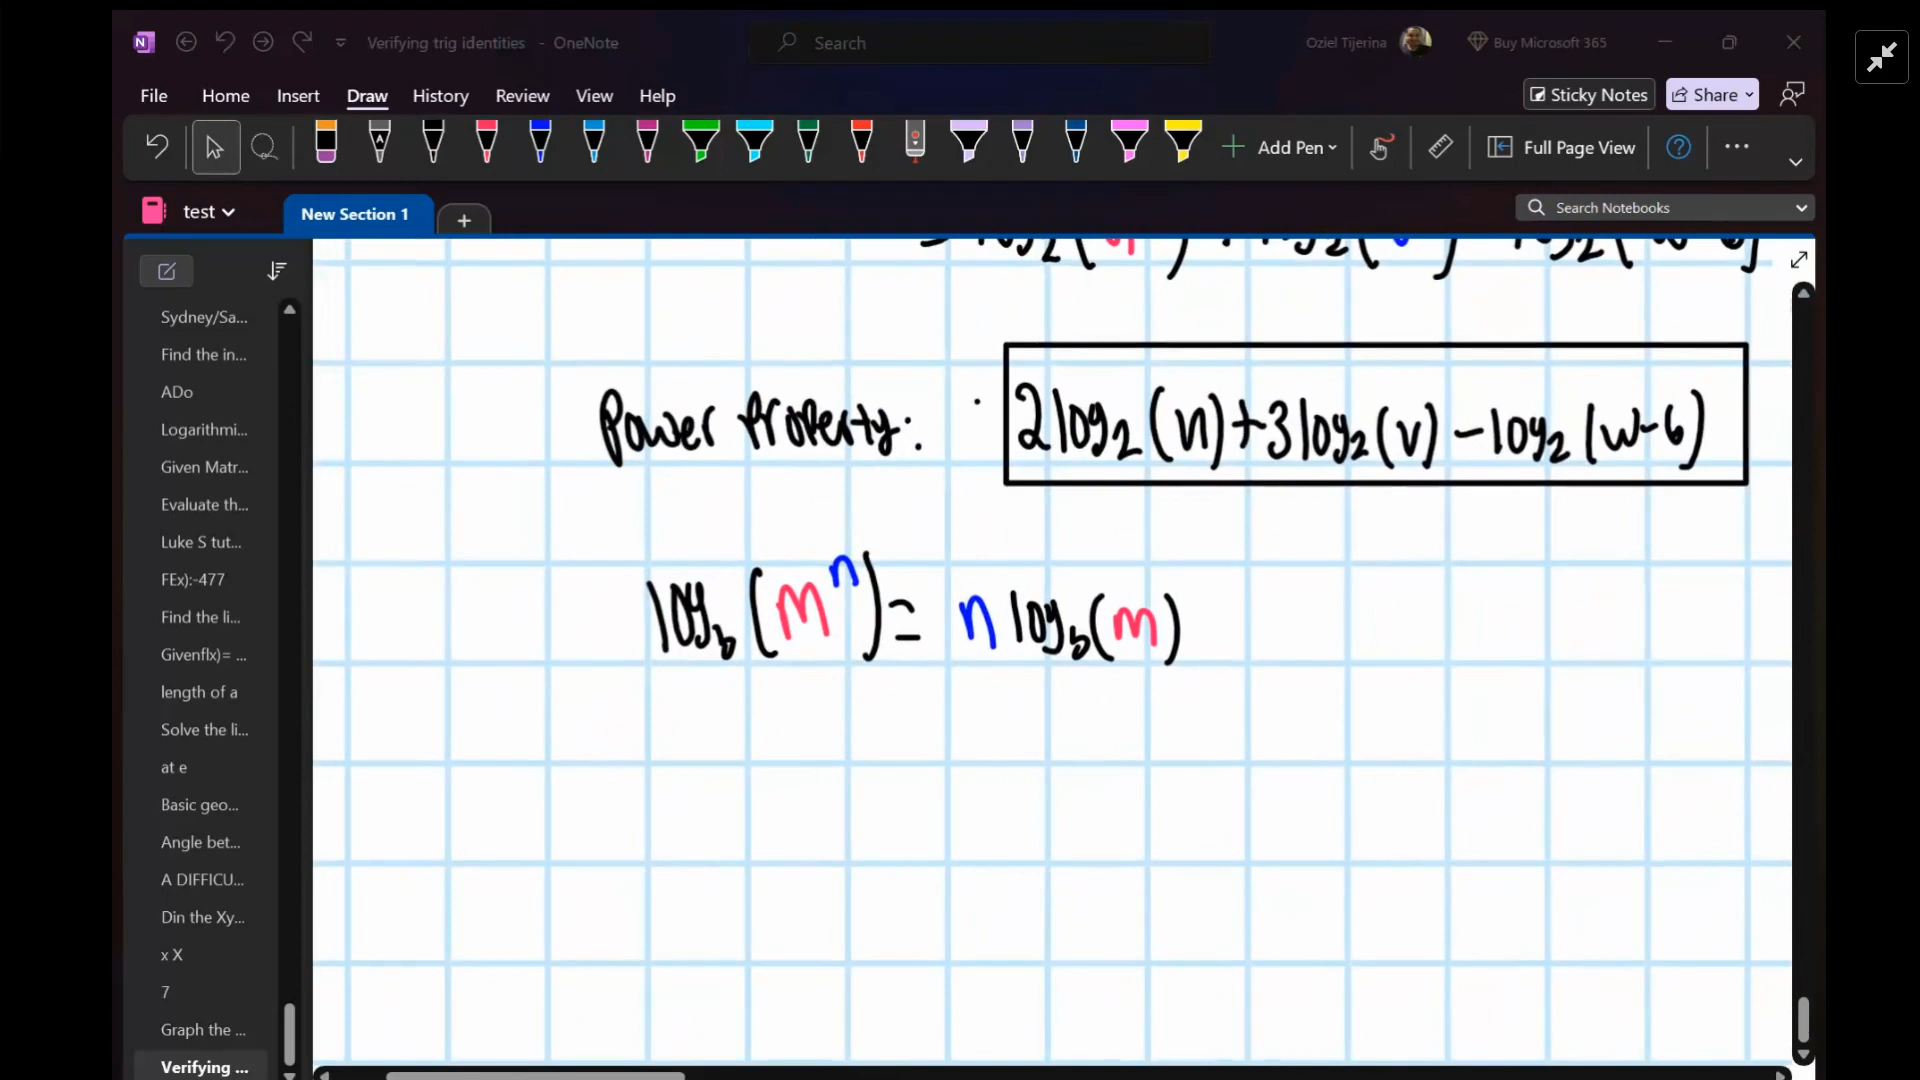 Verifying trig identities - OneNote
Search
Oziel Tijerina
Buy Microsoft 365
File Home Insert Draw History Review View Help
Sticky Notes
Share
Add Pen
Full Page View
test
New Section 1
Search Notebooks
Sydney/Sa...
Find the in...
ADo
Logarithmi...
Given Matr...
Evaluate th...
Luke S tut...
FEx):-477
Find the li...
Givenflx)= ...
length of a
Solve the li...
at e
Basic geo...
Angle bet...
A DIFFICU...
Din the Xy...
x X
7
Graph the ...
Verifying ...
Power Property: 2log₂(n)+3log₂(v)-log₂(w-6)
log_b(m^n)= n log_b(m)